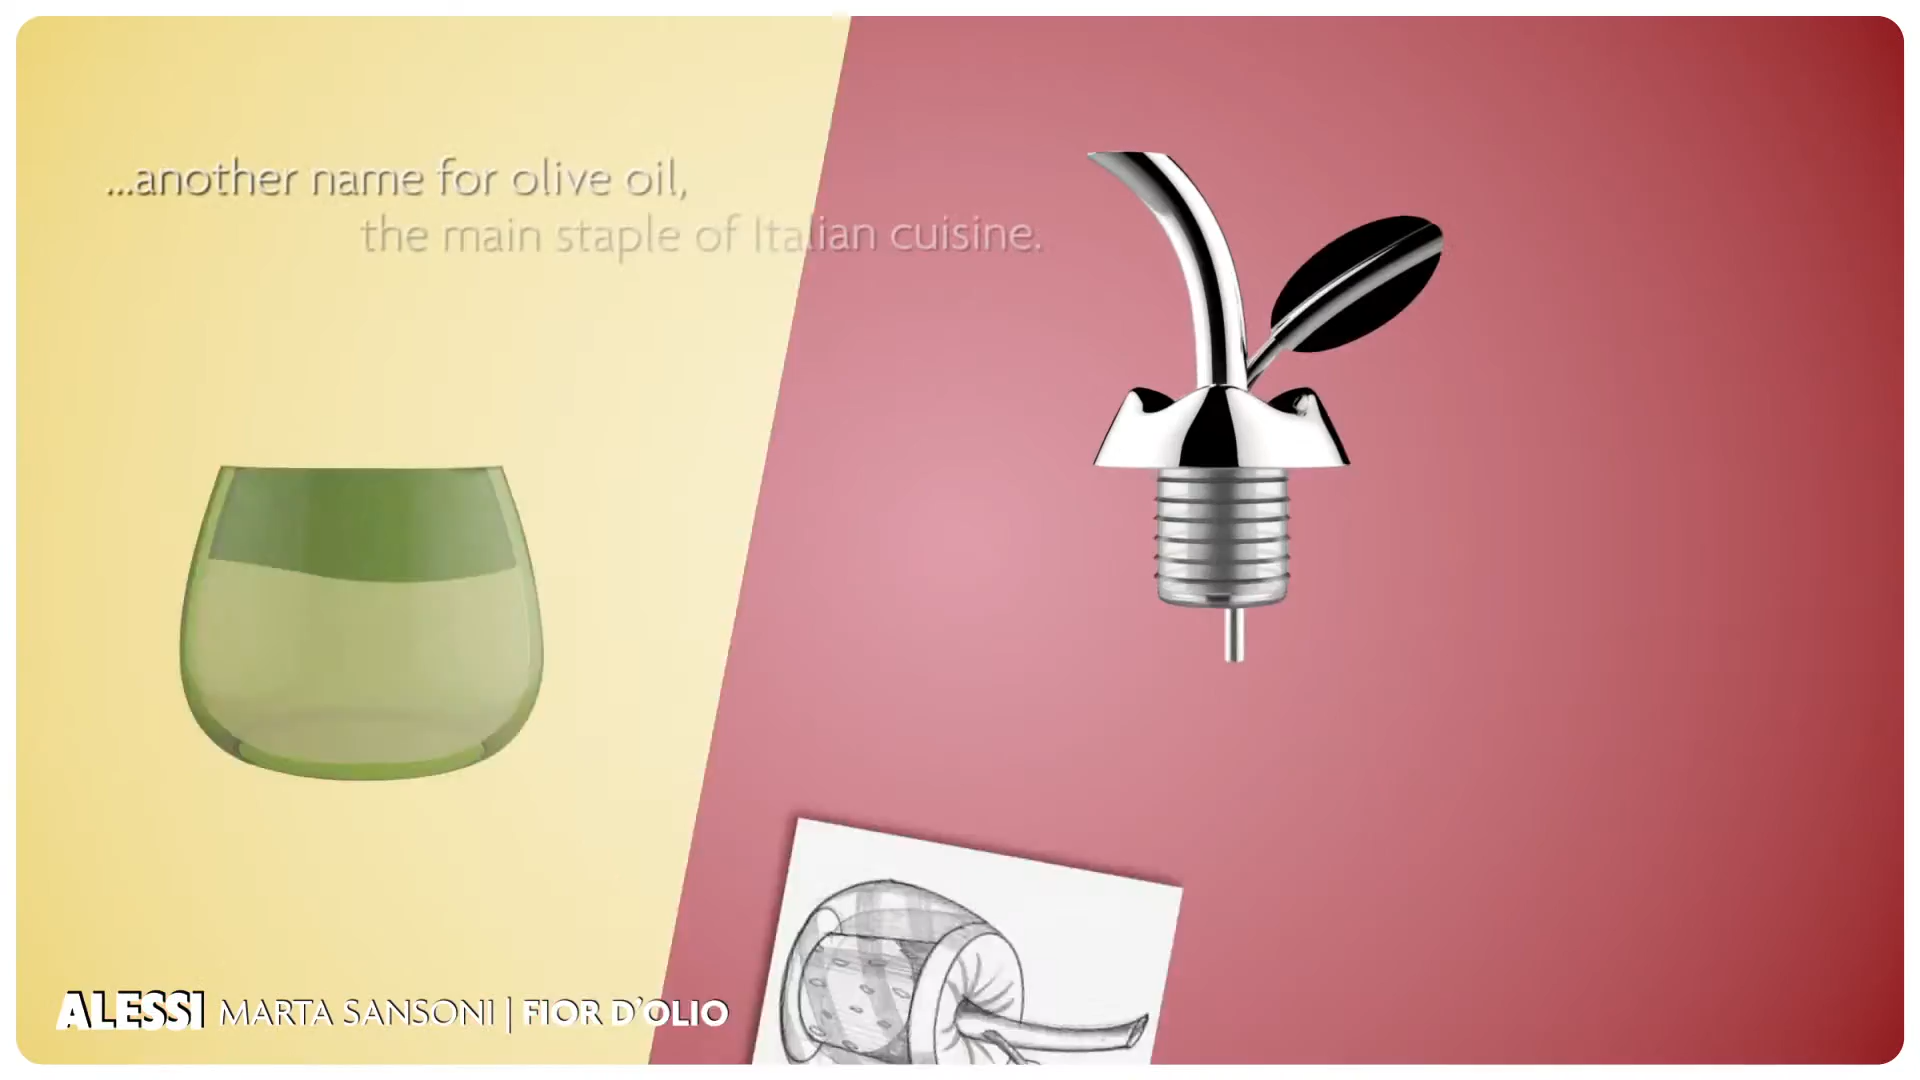 ...another name for olive oil,
the main staple of Italian cuisine.
ALESSI MARTA SANSONI | FIOR D'OLIO